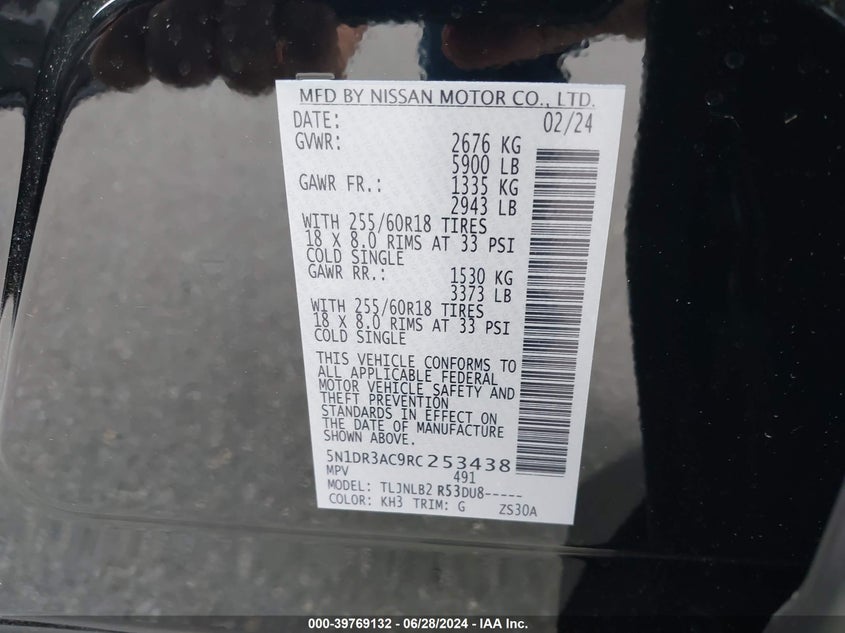 MFD BY NISSAN MOTOR CO., LTD.
DATE: 02/24
GVWR: 2676 KG
5900 LB
GAWR FR.: 1335 KG
2943 LB
WITH 255/60R18 TIRES
18 X 8.0 RIMS AT 33 PSI
COLD SINGLE
GAWR RR.: 1530 KG
3373 LB
WITH 255/60R18 TIRES
18 X 8.0 RIMS AT 33 PSI
COLD SINGLE
THIS VEHICLE CONFORMS TO
ALL APPLICABLE FEDERAL
MOTOR VEHICLE SAFETY AND
THEFT PREVENTION
STANDARDS IN EFFECT ON
THE DATE OF MANUFACTURE
SHOWN ABOVE.
5N1DR3AC9RC253438
MPV 491
MODEL: TLJNLB2 R53DU8-----
COLOR: KH3 TRIM: G ZS30A
000-39769132 - 06/28/2024 - IAA Inc.